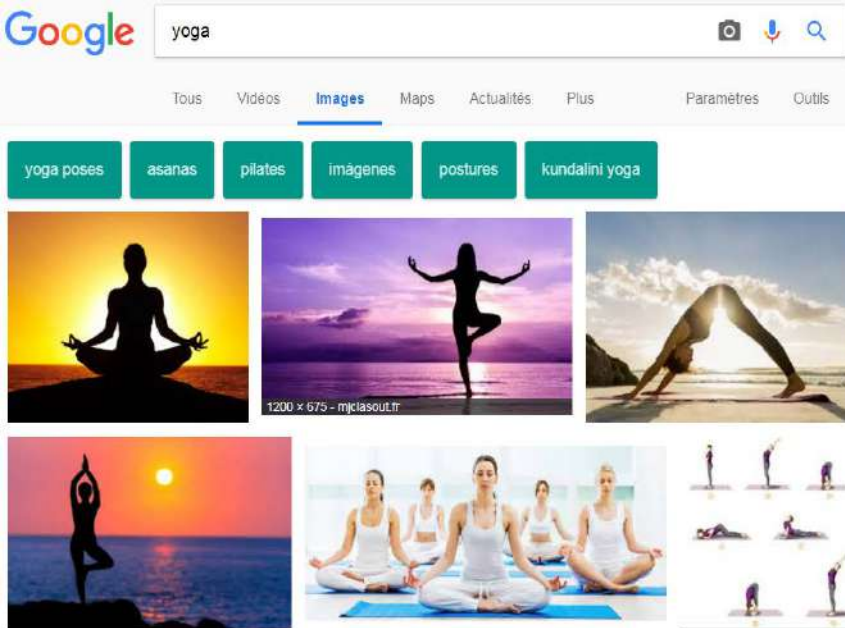 Google yoga
Tous Vidéos Images Maps Actualités Plus Paramètres Outils
yoga poses asanas pilates imágenes postures kundalini yoga
1200 × 675 - mjclasout.fr